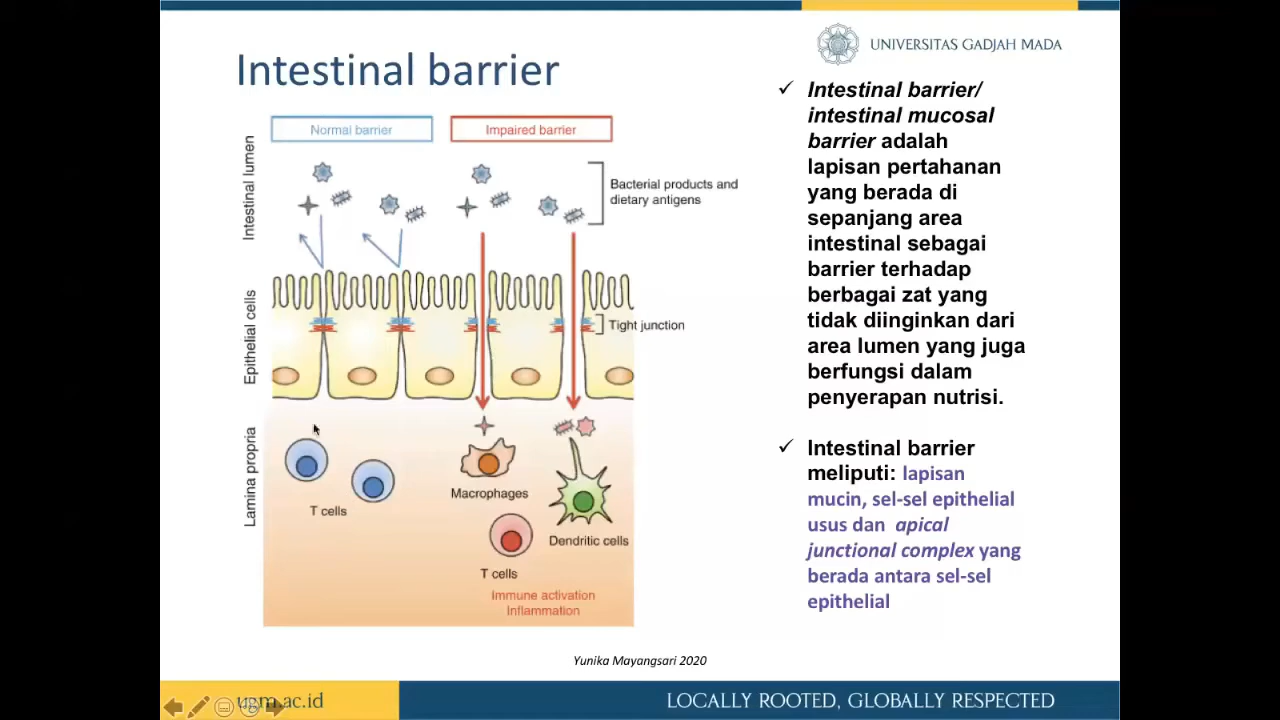 UNIVERSITAS GADJAH MADA
Intestinal barrier
Normal barrier
Impaired barrier
Intestinal lumen
Bacterial products and
dietary antigens
Epithelial cells
Tight junction
Lamina propria
T cells
Macrophages
Dendritic cells
T cells
Immune activation
Inflammation
✓ Intestinal barrier/
intestinal mucosal
barrier adalah
lapisan pertahanan
yang berada di
sepanjang area
intestinal sebagai
barrier terhadap
berbagai zat yang
tidak diinginkan dari
area lumen yang juga
berfungsi dalam
penyerapan nutrisi.
✓ Intestinal barrier
meliputi: lapisan
mucin, sel-sel epithelial
usus dan apical
junctional complex yang
berada antara sel-sel
epithelial
Yunika Mayangsari 2020
ugm.ac.id
LOCALLY ROOTED, GLOBALLY RESPECTED